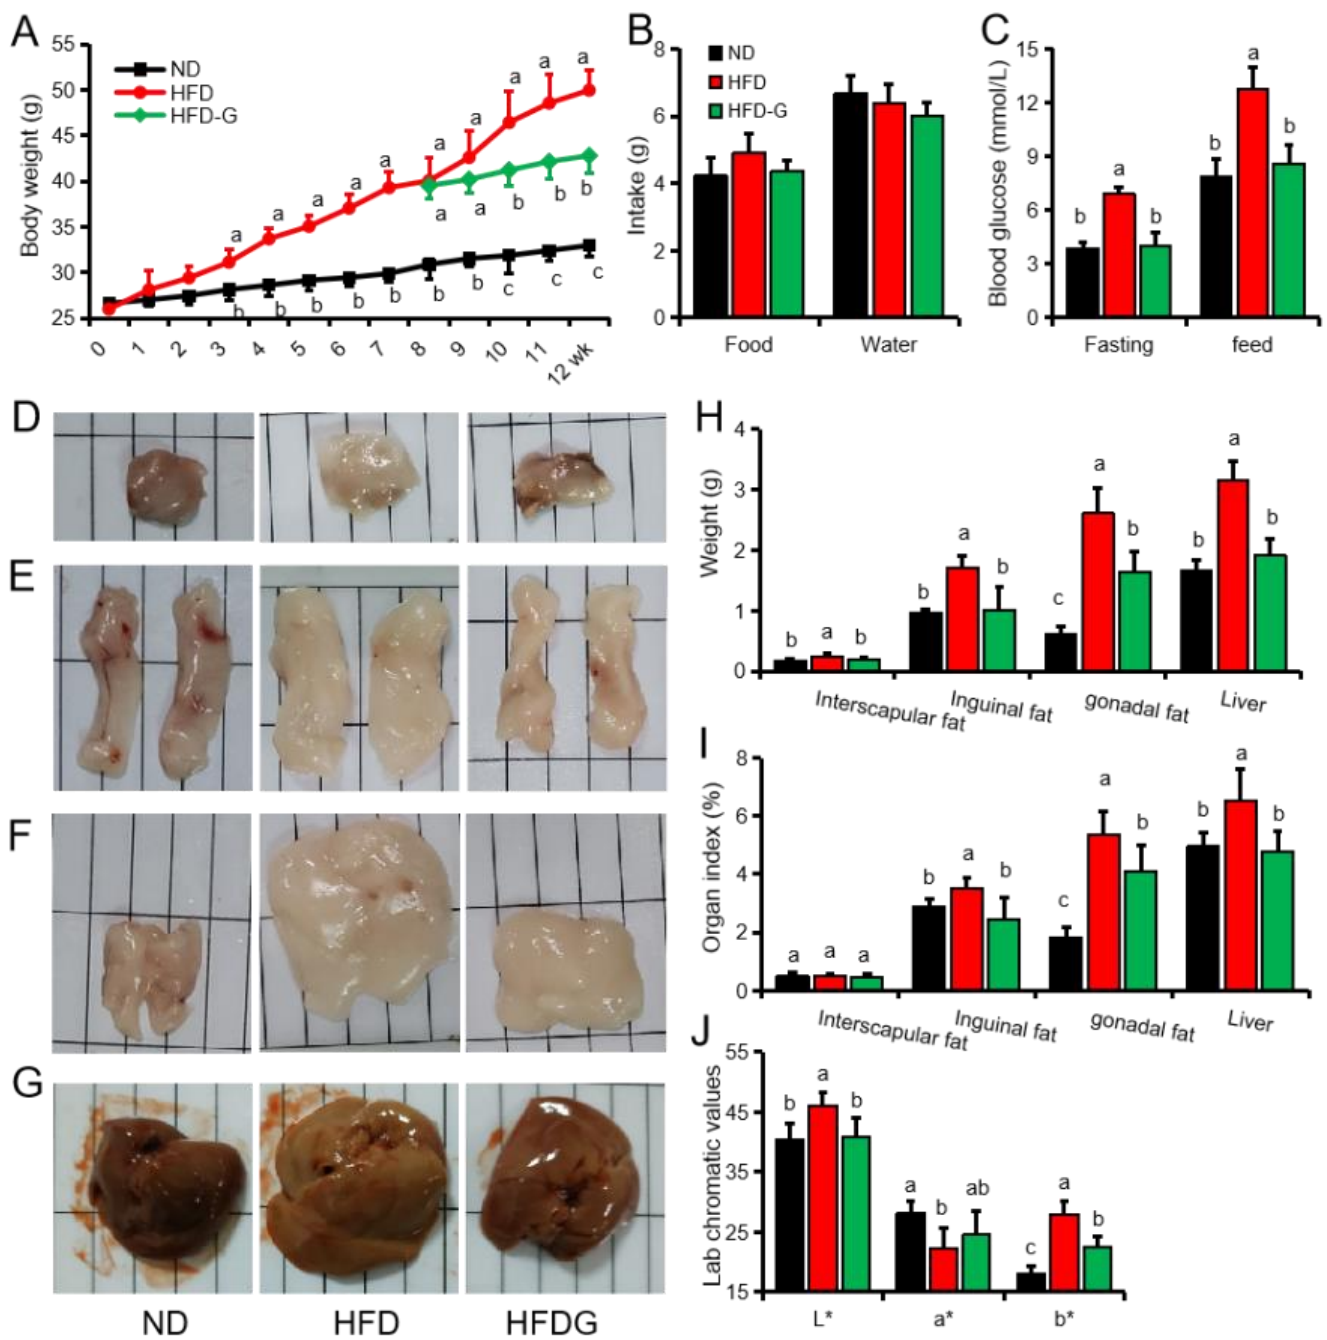 A
Body weight (g)
55
50
45
40
35
30
25
ND
HFD
HFD-G
a a a a a a a a a a
a a b b b
b b b b b b b c c c
0 1 2 3 4 5 6 7 8 9 10 11 12 wk
B
Intake (g)
8
6
4
2
0
ND
HFD
HFD-G
Food Water
C
Blood glucose (mmol/L)
15
12
9
6
3
0
b a b b a b
Fasting feed
D
E
F
G
ND HFD HFDG
H
Weight (g)
4
3
2
1
0
b a b b a b c a b b a b
Interscapular fat Inguinal fat gonadal fat Liver
I
Organ index (%)
8
6
4
2
0
a a a b a b c a b b a b
Interscapular fat Inguinal fat gonadal fat Liver
J
Lab chromatic values
55
45
35
25
15
b a b a b ab c a b
L* a* b*